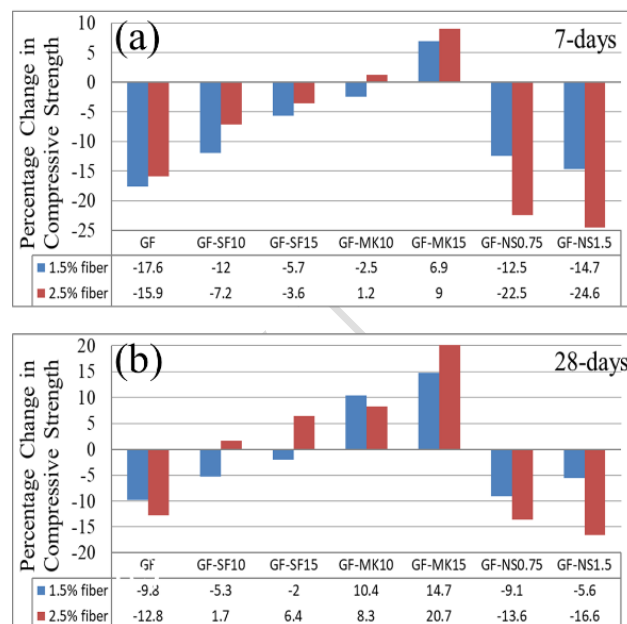 (a)
7-days
Percentage Change in
Compressive Strength
10
5
0
-5
-10
-15
-20
-25
GF GF-SF10 GF-SF15 GF-MK10 GF-MK15 GF-NS0.75 GF-NS1.5
1.5% fiber -17.6 -12 -5.7 -2.5 6.9 -12.5 -14.7
2.5% fiber -15.9 -7.2 -3.6 1.2 9 -22.5 -24.6
(b)
28-days
Percentage Change in
Compressive Strength
20
15
10
5
0
-5
-10
-15
-20
GF GF-SF10 GF-SF15 GF-MK10 GF-MK15 GF-NS0.75 GF-NS1.5
1.5% fiber -9.8 -5.3 -2 10.4 14.7 -9.1 -5.6
2.5% fiber -12.8 1.7 6.4 8.3 20.7 -13.6 -16.6